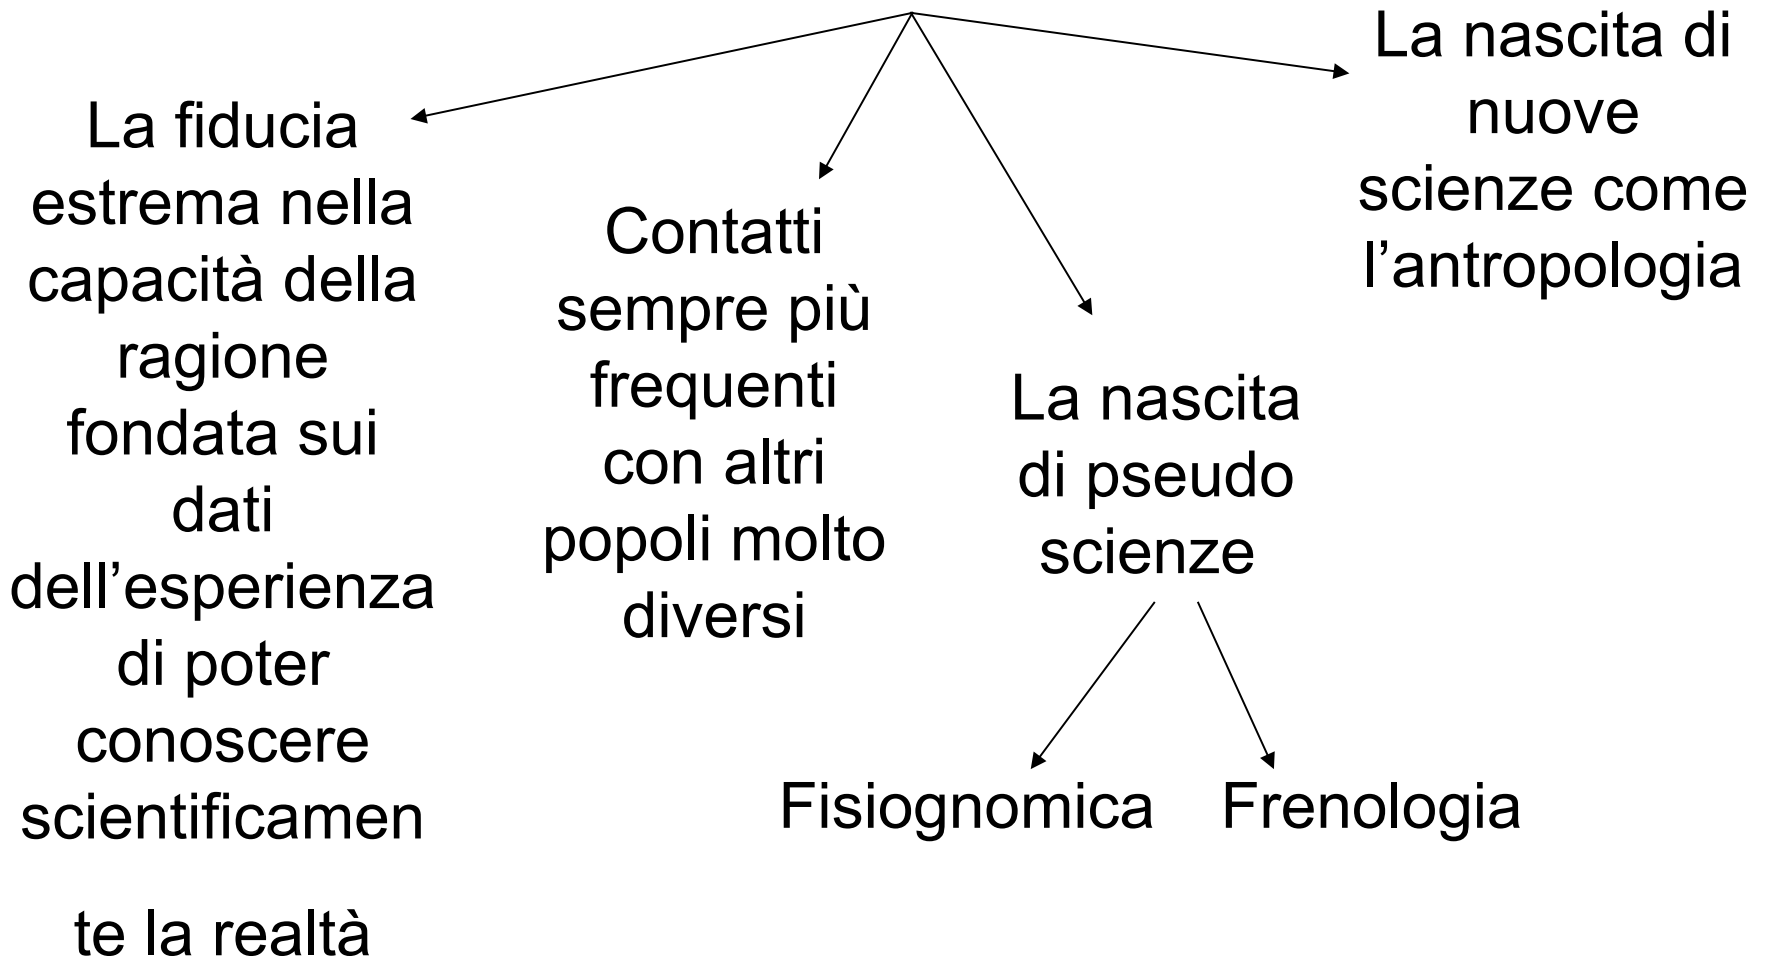 La fiducia
estrema nella
capacità della
ragione
fondata sui
dati
dell’esperienza
di poter
conoscere
scientificamen
te la realtà
Contatti
sempre più
frequenti
con altri
popoli molto
diversi
La nascita
di pseudo
scienze
Fisiognomica
Frenologia
La nascita di
nuove
scienze come
l’antropologia